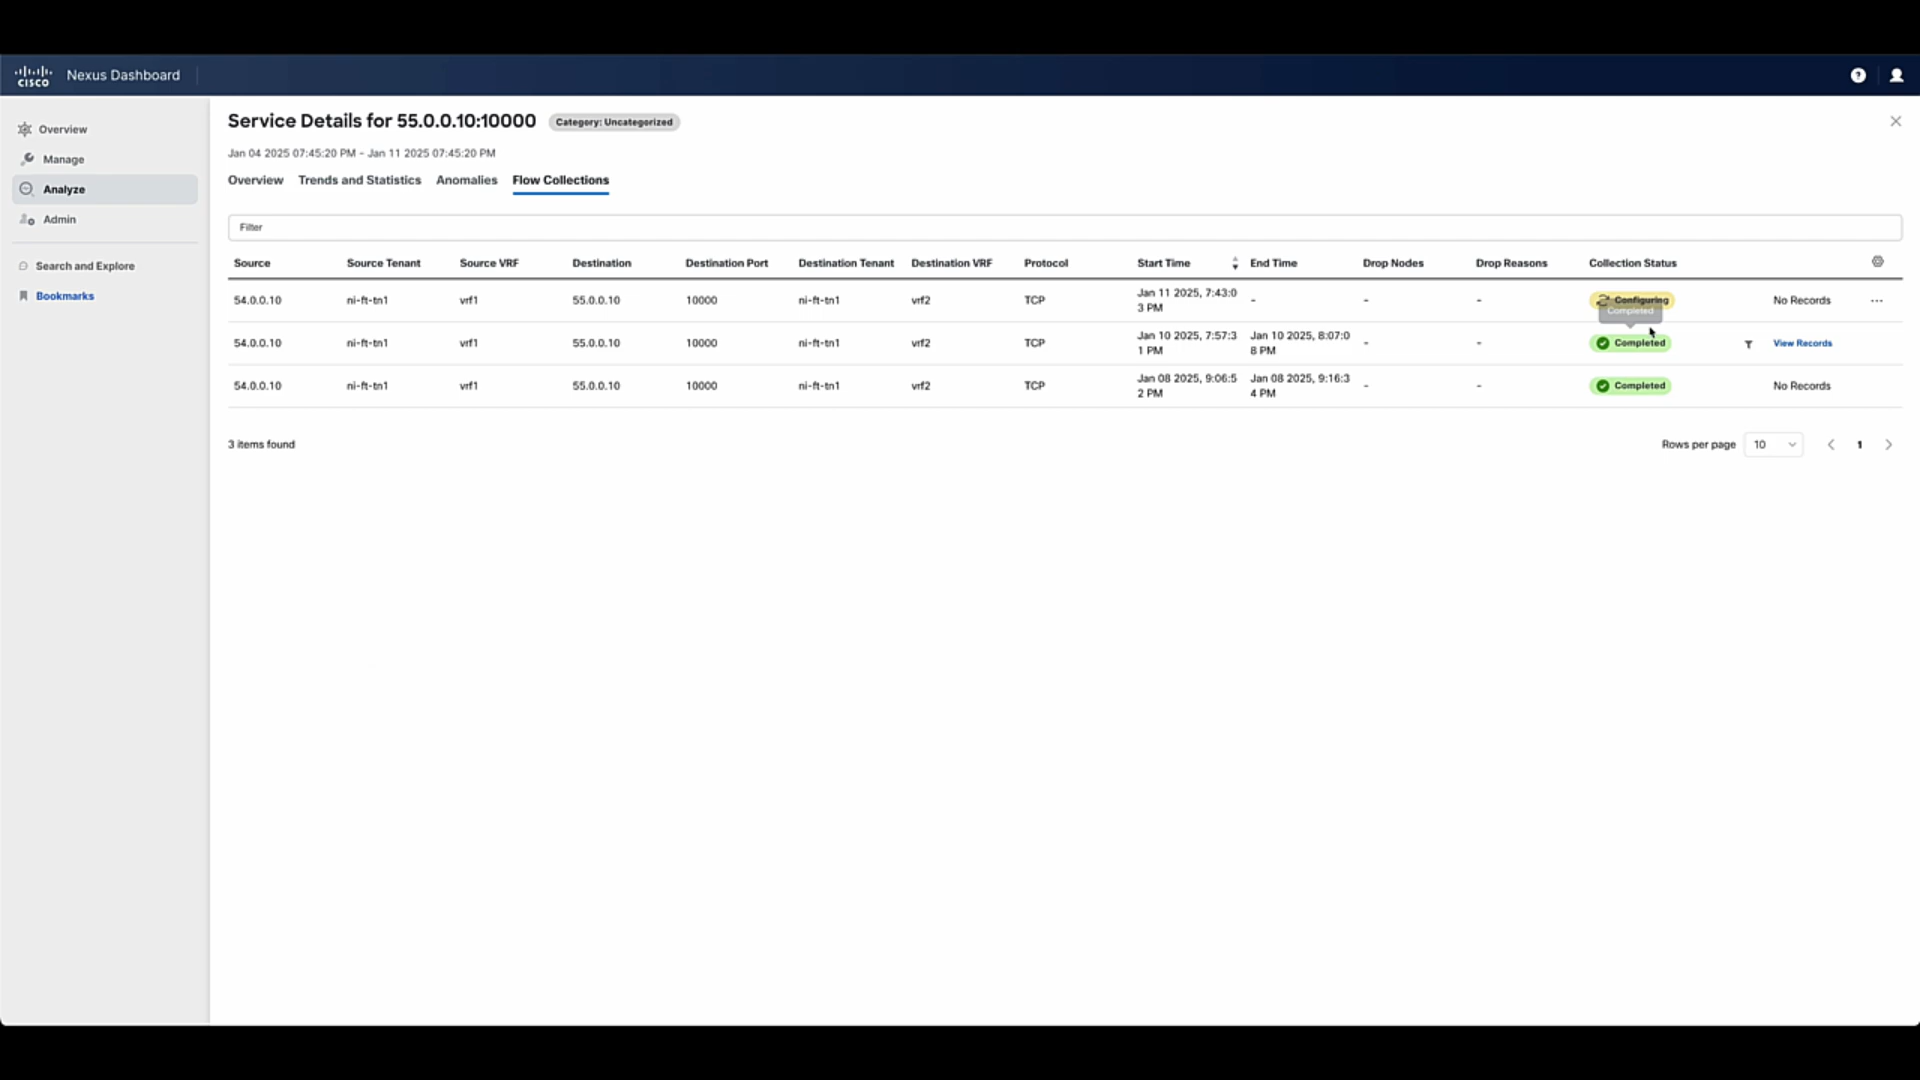 CISCO Nexus Dashboard
?
Overview
Manage
Analyze
Admin
Search and Explore
Bookmarks
Service Details for 55.0.0.10:10000 Category: Uncategorized
Jan 04 2025 07:45:20 PM - Jan 11 2025 07:45:20 PM
Overview Trends and Statistics Anomalies Flow Collections
Filter
Source Source Tenant Source VRF Destination Destination Port Destination Tenant Destination VRF Protocol Start Time End Time Drop Nodes Drop Reasons Collection Status
54.0.0.10 ni-ft-tn1 vrf1 55.0.0.10 10000 ni-ft-tn1 vrf2 TCP Jan 11 2025, 7:43:0 - - - Configuring No Records ...
3 PM
Completed
54.0.0.10 ni-ft-tn1 vrf1 55.0.0.10 10000 ni-ft-tn1 vrf2 TCP Jan 10 2025, 7:57:3 Jan 10 2025, 8:07:0 - - Completed View Records
1 PM 8 PM
54.0.0.10 ni-ft-tn1 vrf1 55.0.0.10 10000 ni-ft-tn1 vrf2 TCP Jan 08 2025, 9:06:5 Jan 08 2025, 9:16:3 - - Completed No Records
2 PM 4 PM
3 items found
Rows per page 10 1